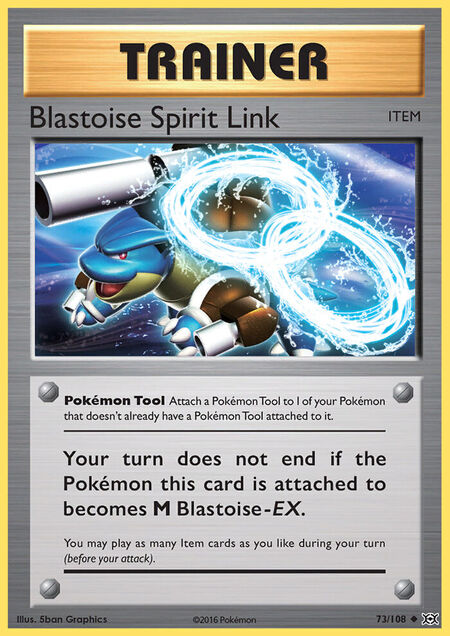 TRAINER
Blastoise Spirit Link
ITEM
Pokémon Tool Attach a Pokémon Tool to 1 of your Pokémon
that doesn't already have a Pokémon Tool attached to it.
Your turn does not end if the
Pokémon this card is attached to
becomes M Blastoise-EX.
You may play as many Item cards as you like during your turn
(before your attack).
Illus. 5ban Graphics
©2016 Pokémon
73/108